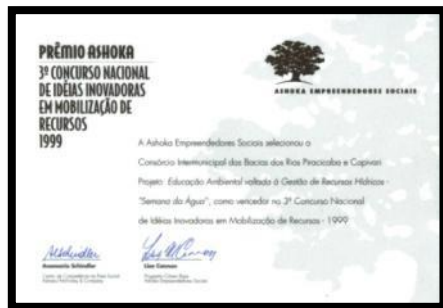 PRÊMIO ASHOKA
3º CONCURSO NACIONAL
DE IDÉIAS INOVADORAS
EM MOBILIZAÇÃO DE
RECURSOS
1999
ASHOKA EMPREENDEDORES SOCIAIS
A Ashoka Empreendedores Sociais selecionou o
Consórcio Intermunicipal das Bacias dos Rios Piracicaba e Capivari
Projeto: Educação Ambiental voltada à Gestão de Recursos Hídricos -
"Semana da Água", como vencedor no 3º Concurso Nacional
de Idéias Inovadoras em Mobilização de Recursos - 1999
Annamaria Schindler
Lisa Cannon